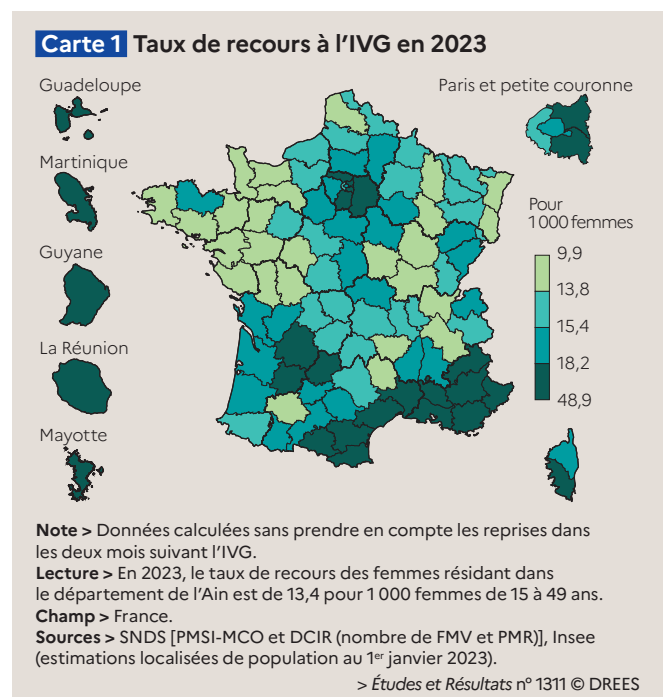 Carte 1 Taux de recours à l’IVG en 2023
Guadeloupe
Paris et petite couronne
Martinique
Guyane
La Réunion
Mayotte
Pour
1 000 femmes
9,9
13,8
15,4
18,2
48,9
Note > Données calculées sans prendre en compte les reprises dans
les deux mois suivant l’IVG.
Lecture > En 2023, le taux de recours des femmes résidant dans
le département de l’Ain est de 13,4 pour 1 000 femmes de 15 à 49 ans.
Champ > France.
Sources > SNDS [PMSI-MCO et DCIR (nombre de FMV et PMR)], Insee
(estimations localisées de population au 1er janvier 2023).
> Études et Résultats n° 1311 © DREES